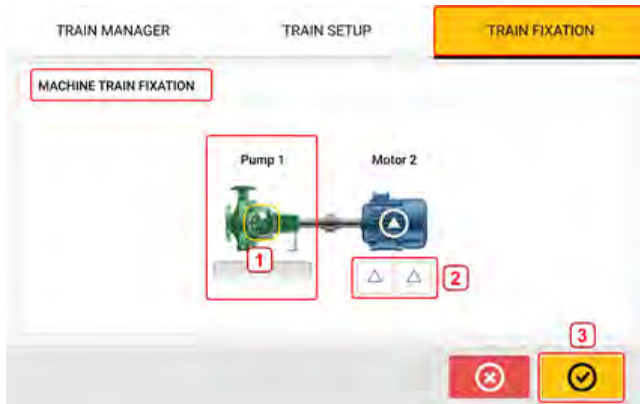 TRAIN MANAGER TRAIN SETUP TRAIN FIXATION
MACHINE TRAIN FIXATION
Pump 1 Motor 2
1
2
3